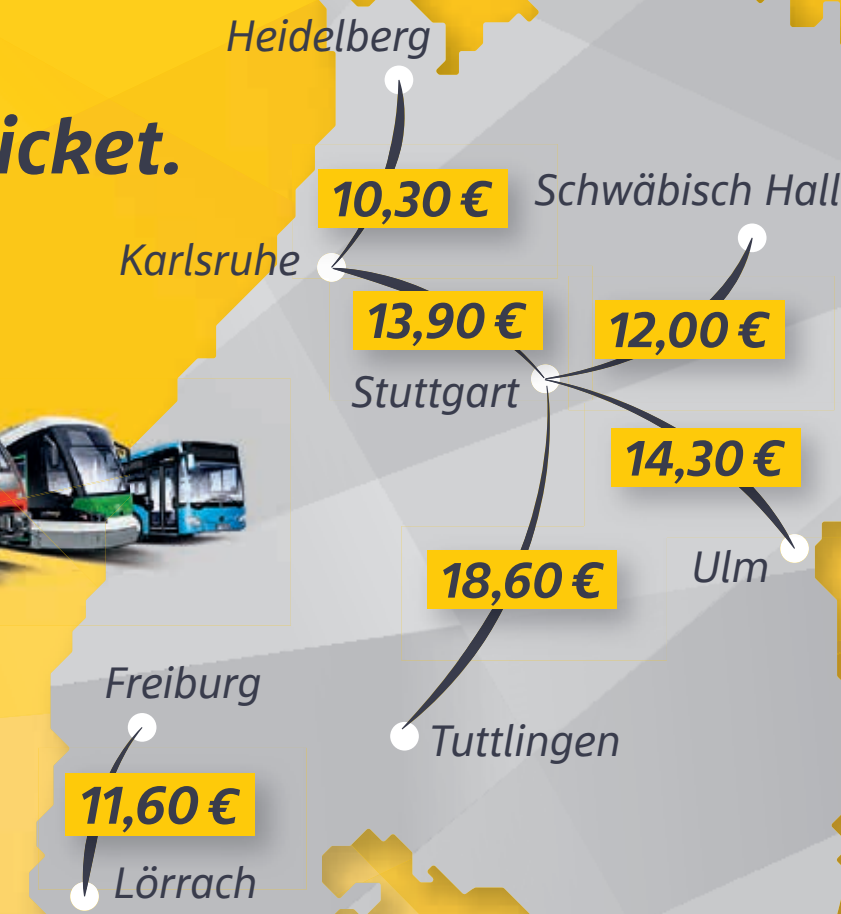 Heidelberg
icket.
10,30 €
Schwäbisch Hall
Karlsruhe
13,90 €
12,00 €
Stuttgart
14,30 €
Ulm
18,60 €
Freiburg
Tuttlingen
11,60 €
Lörrach